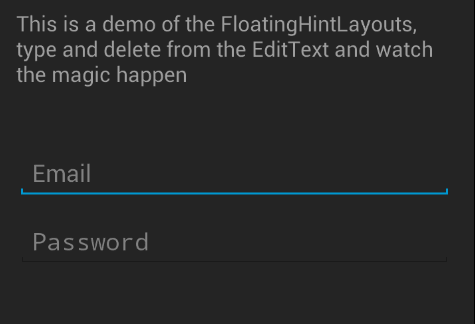 This is a demo of the FloatingHintLayouts,
type and delete from the EditText and watch
the magic happen
Email
Password